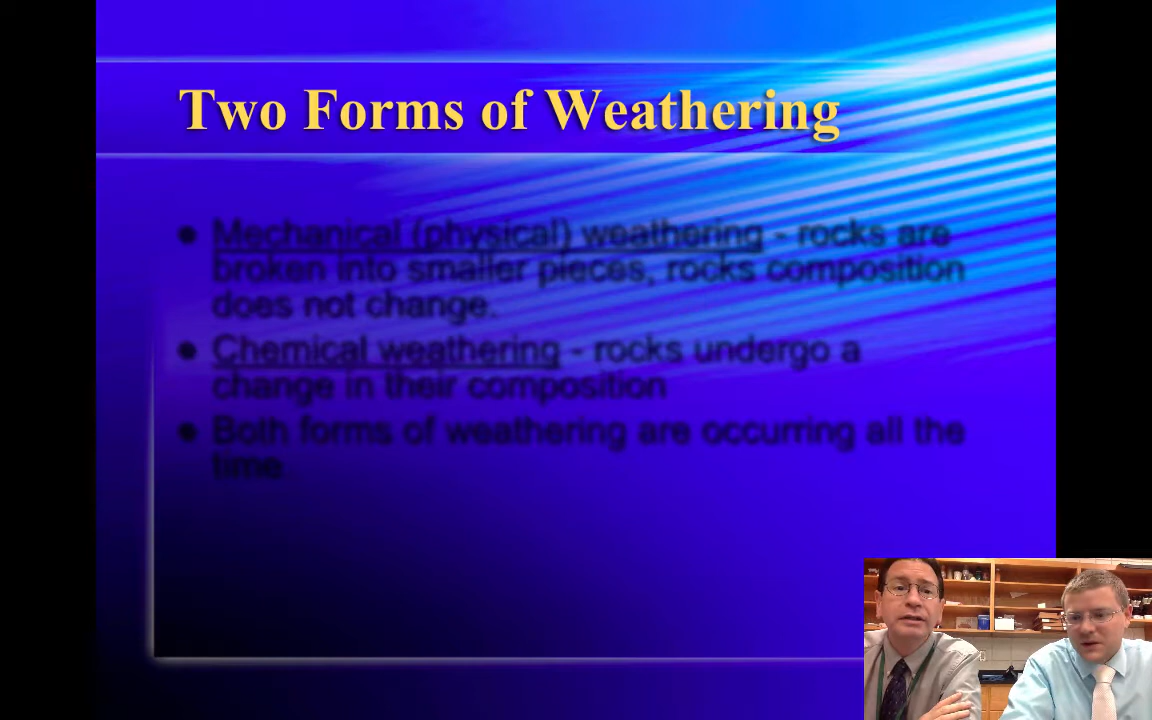 Two Forms of Weathering
Mechanical (physical) weathering - rocks are
broken into smaller pieces, rocks composition
does not change.
Chemical weathering - rocks undergo a
change in their composition
Both forms of weathering are occurring all the
time.